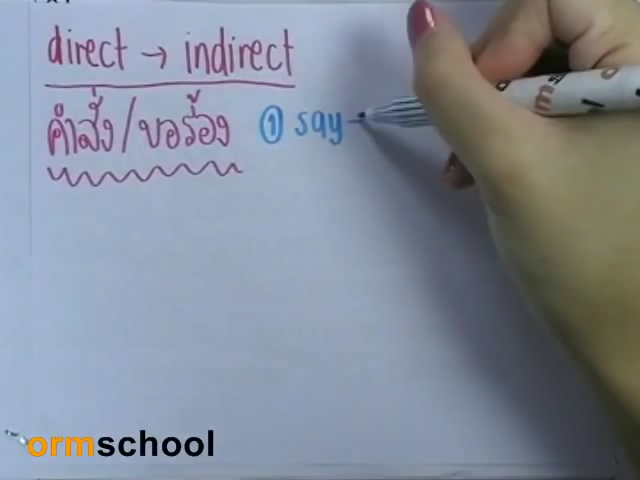 direct → indirect
คำสั่ง/ขอร้อง ① say →
ormschool